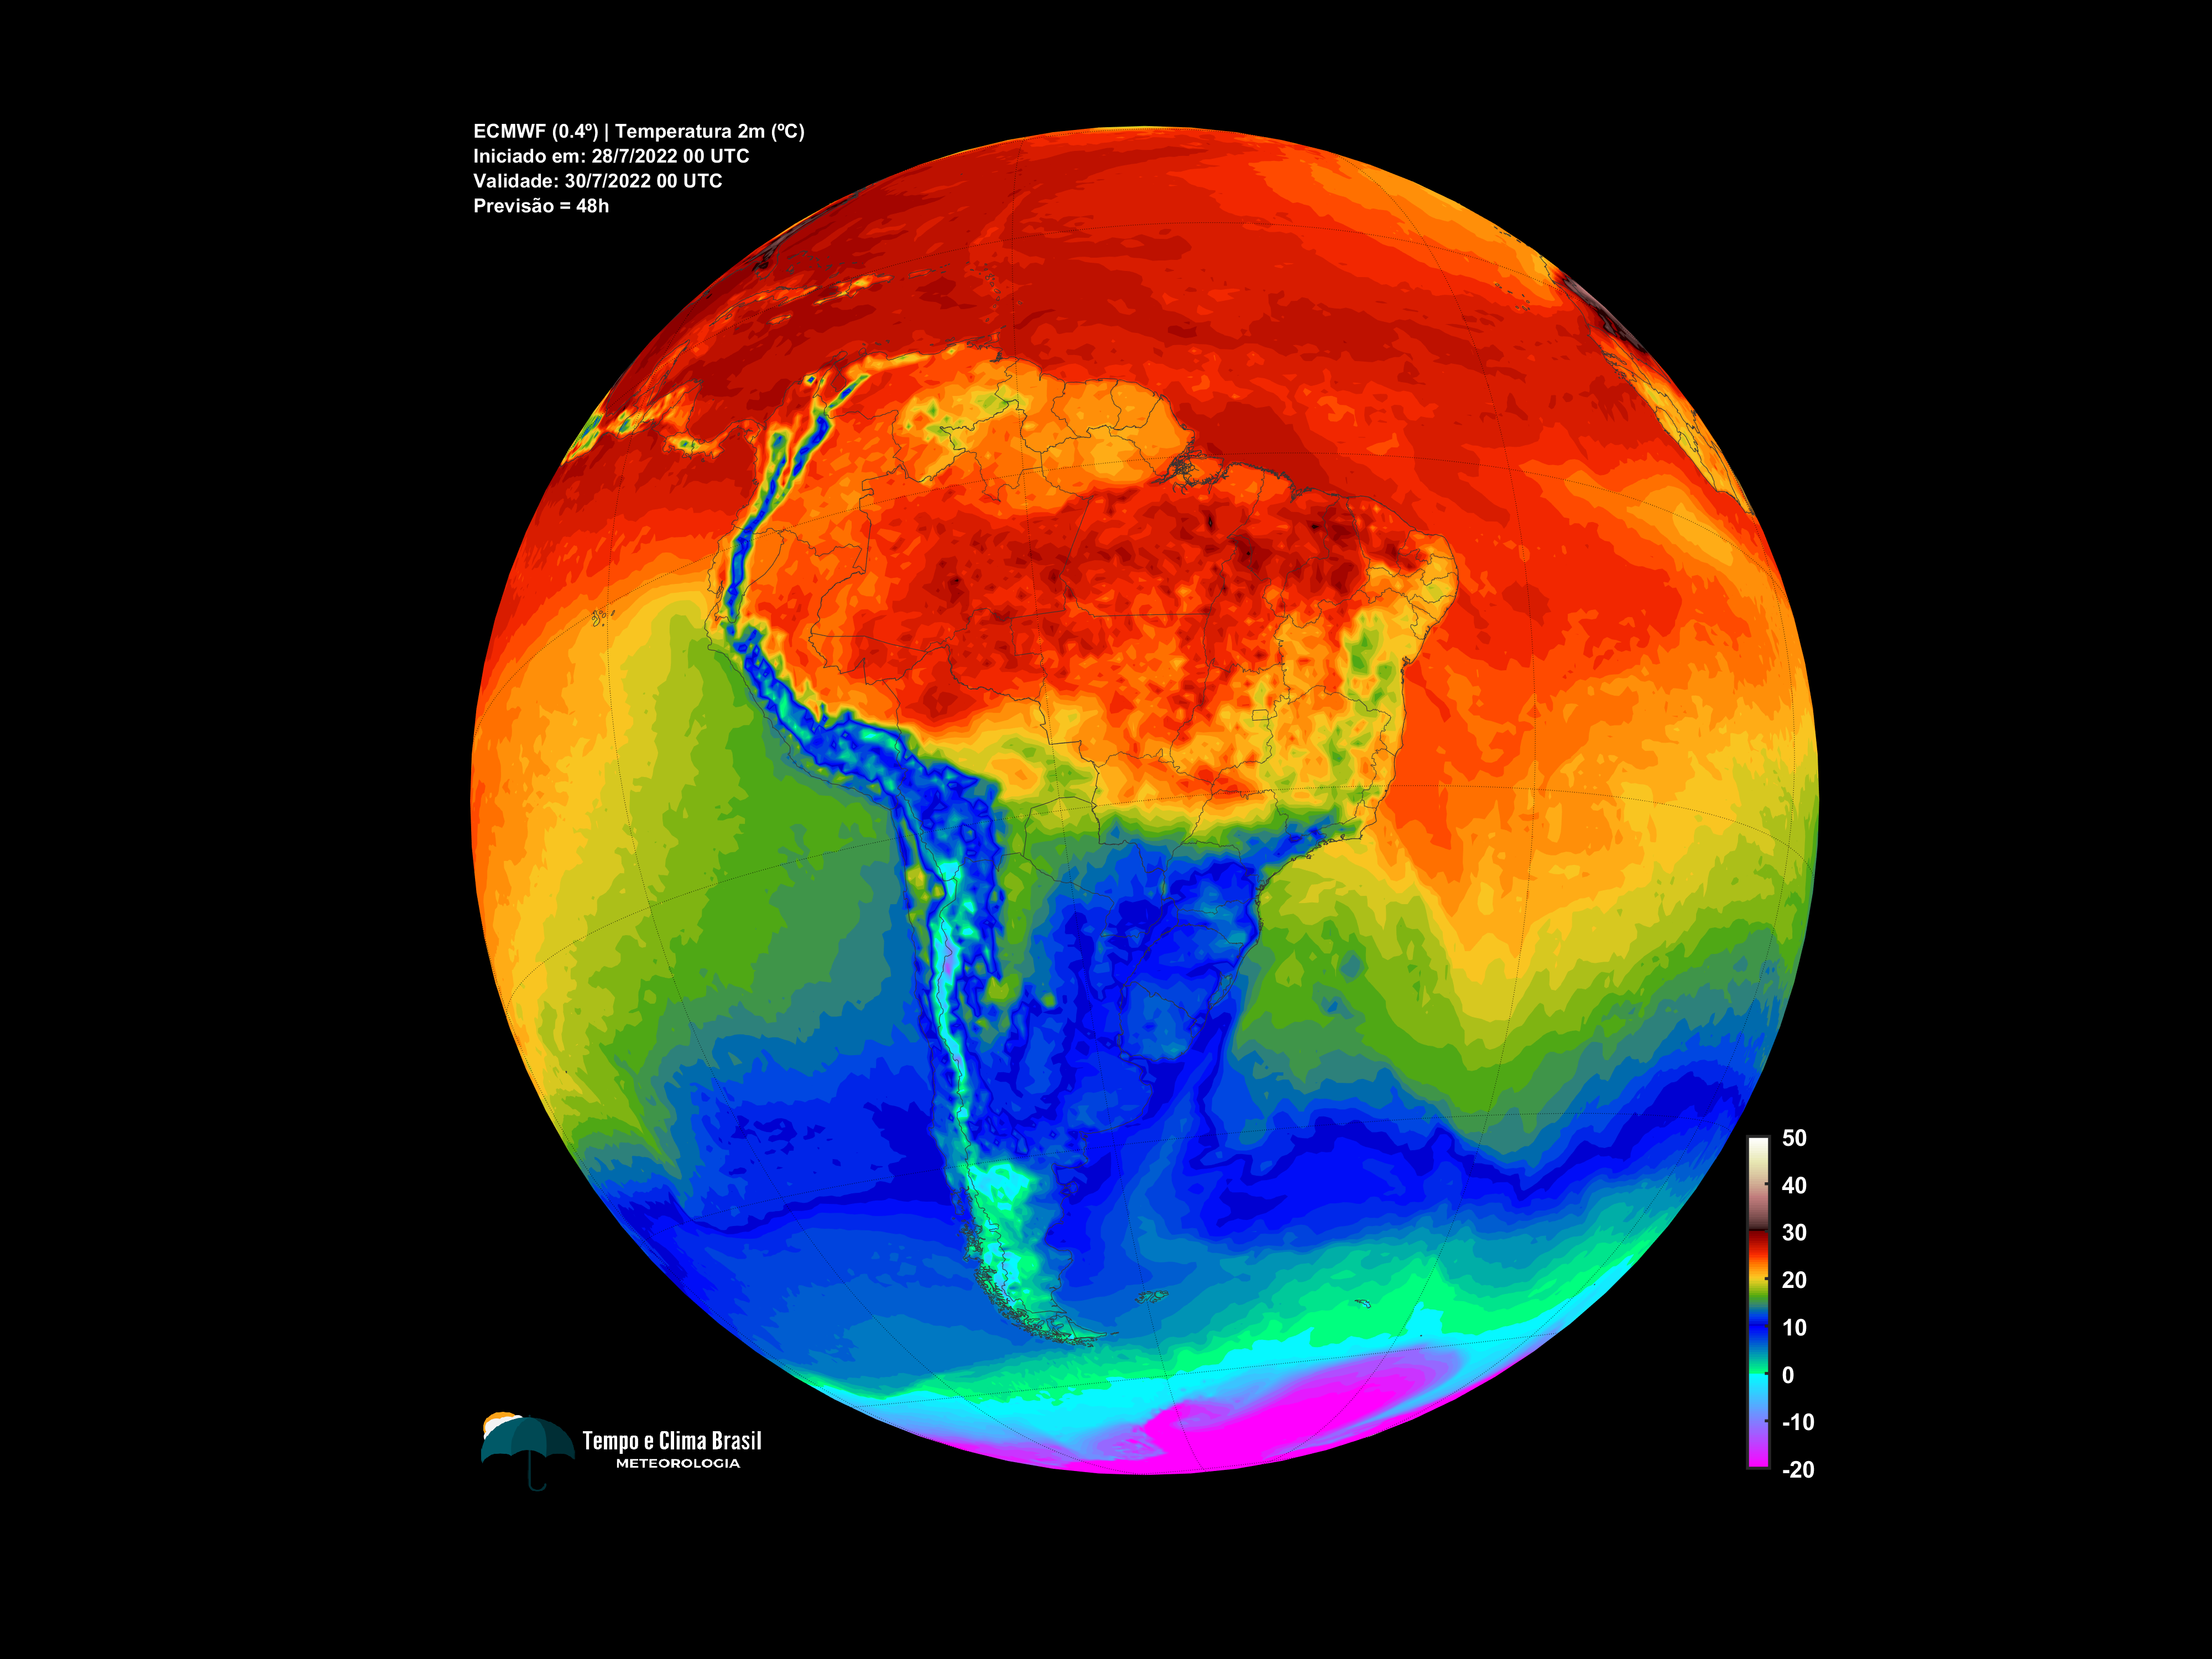 ECMWF (0.4º) | Temperatura 2m (ºC)
Iniciado em: 28/7/2022 00 UTC
Validade: 30/7/2022 00 UTC
Previsão = 48h
50
40
30
20
10
0
-10
-20
Tempo e Clima Brasil
METEOROLOGIA